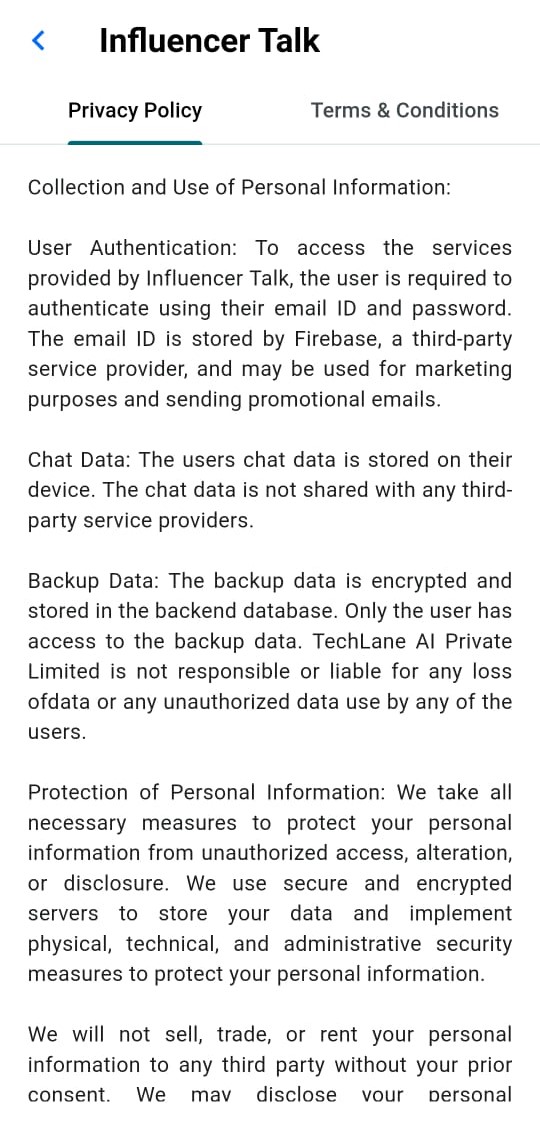 Influencer Talk
Privacy Policy
Terms & Conditions
Collection and Use of Personal Information:
User Authentication: To access the services
provided by Influencer Talk, the user is required to
authenticate using their email ID and password.
The email ID is stored by Firebase, a third-party
service provider, and may be used for marketing
purposes and sending promotional emails.
Chat Data: The users chat data is stored on their
device. The chat data is not shared with any third-
party service providers.
Backup Data: The backup data is encrypted and
stored in the backend database. Only the user has
access to the backup data. TechLane AI Private
Limited is not responsible or liable for any loss
ofdata or any unauthorized data use by any of the
users.
Protection of Personal Information: We take all
necessary measures to protect your personal
information from unauthorized access, alteration,
or disclosure. We use secure and encrypted
servers to store your data and implement
physical, technical, and administrative security
measures to protect your personal information.
We will not sell, trade, or rent your personal
information to any third party without your prior
consent. We may disclose your personal